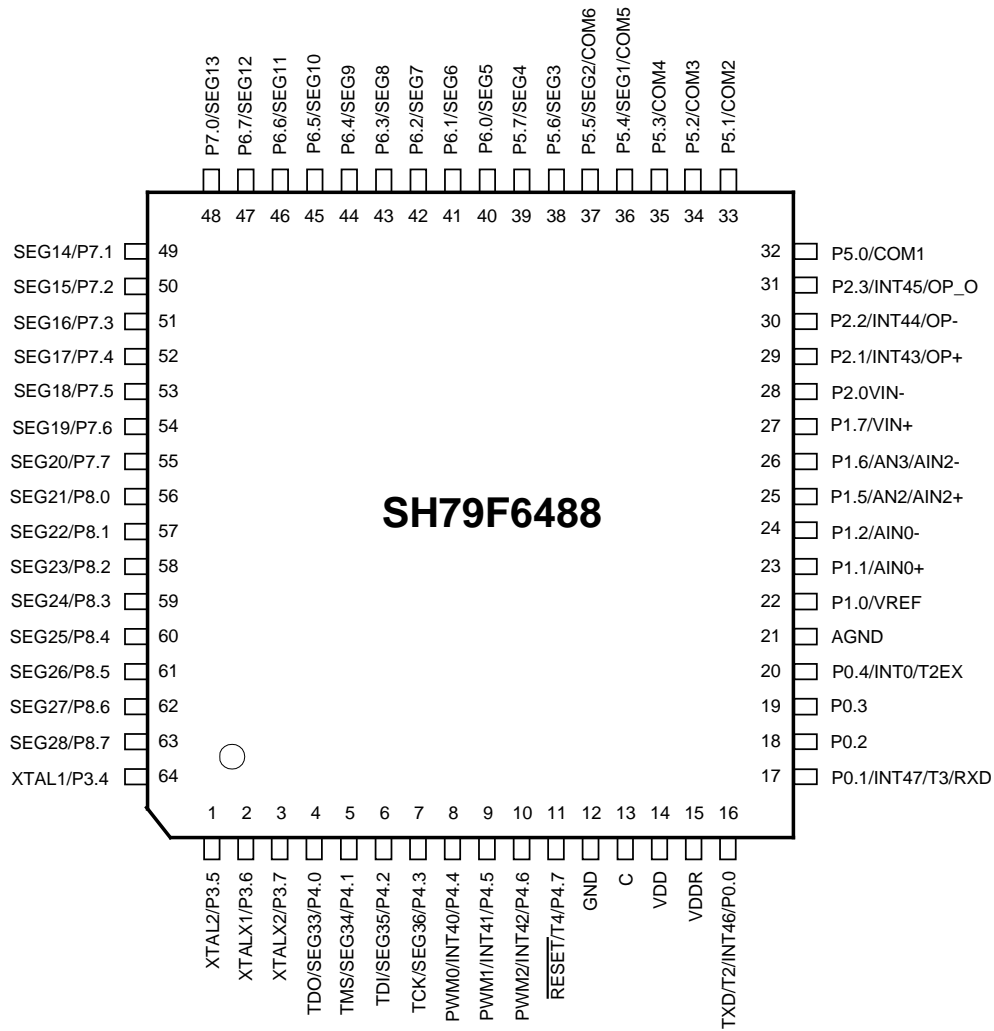 P7.0/SEG13
P6.7/SEG12
P6.6/SEG11
P6.5/SEG10
P6.4/SEG9
P6.3/SEG8
P6.2/SEG7
P6.1/SEG6
P6.0/SEG5
P5.7/SEG4
P5.6/SEG3
P5.5/SEG2/COM6
P5.4/SEG1/COM5
P5.3/COM4
P5.2/COM3
P5.1/COM2
48 47 46 45 44 43 42 41 40 39 38 37 36 35 34 33
SEG14/P7.1 49 32 P5.0/COM1
SEG15/P7.2 50 31 P2.3/INT45/OP_O
SEG16/P7.3 51 30 P2.2/INT44/OP-
SEG17/P7.4 52 29 P2.1/INT43/OP+
SEG18/P7.5 53 28 P2.0VIN-
SEG19/P7.6 54 27 P1.7/VIN+
SEG20/P7.7 55 26 P1.6/AN3/AIN2-
SEG21/P8.0 56 25 P1.5/AN2/AIN2+
SH79F6488
SEG22/P8.1 57 24 P1.2/AIN0-
SEG23/P8.2 58 23 P1.1/AIN0+
SEG24/P8.3 59 22 P1.0/VREF
SEG25/P8.4 60 21 AGND
SEG26/P8.5 61 20 P0.4/INT0/T2EX
SEG27/P8.6 62 19 P0.3
SEG28/P8.7 63 18 P0.2
XTAL1/P3.4 64 17 P0.1/INT47/T3/RXD
1 2 3 4 5 6 7 8 9 10 11 12 13 14 15 16
XTAL2/P3.5
XTALX1/P3.6
XTALX2/P3.7
TDO/SEG33/P4.0
TMS/SEG34/P4.1
TDI/SEG35/P4.2
TCK/SEG36/P4.3
PWM0/INT40/P4.4
PWM1/INT41/P4.5
PWM2/INT42/P4.6
RESET/T4/P4.7
GND
C
VDD
VDDR
TXD/T2/INT46/P0.0